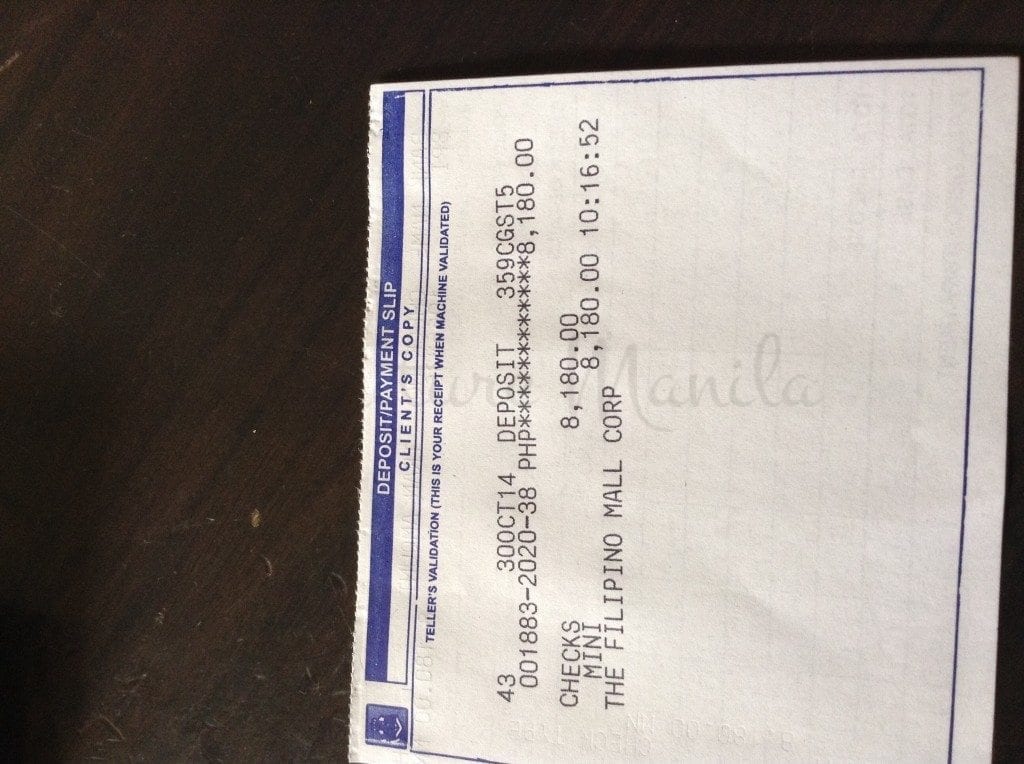 DEPOSIT/PAYMENT SLIP
CLIENT'S COPY
TELLER'S VALIDATION (THIS IS YOUR RECEIPT WHEN MACHINE VALIDATED)
43 30OCT14 DEPOSIT 359CGST5
001883-2020-38 PHP*************8,180.00
CHECKS 8,180.00
MINI 8,180.00 10:16:52
THE FILIPINO MALL CORP
Manila